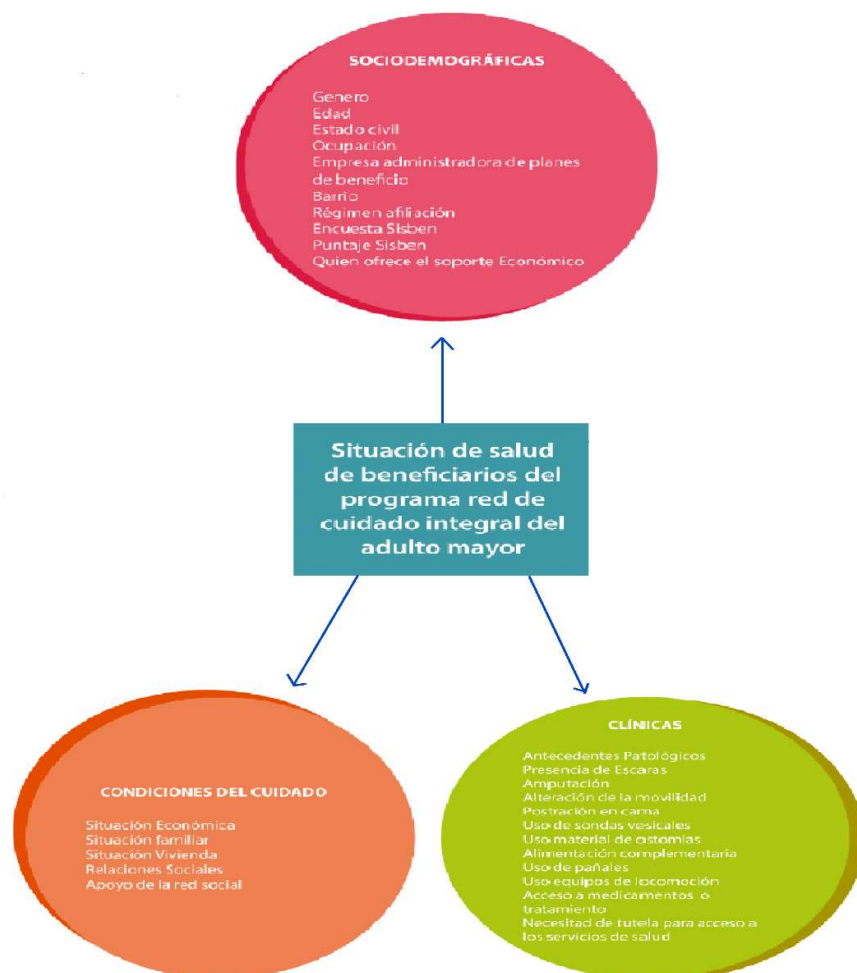 SOCIODEMOGRÁFICAS
Genero
Edad
Estado civil
Ocupación
Empresa administradora de planes
de beneficio
Barrio
Régimen afiliación
Encuesta Sisben
Puntaje Sisben
Quien ofrece el soporte Económico
Situación de salud
de beneficiarios del
programa red de
cuidado integral del
adulto mayor
CONDICIONES DEL CUIDADO
Situación Económica
Situación familiar
Situación Vivienda
Relaciones Sociales
Apoyo de la red social
CLÍNICAS
Antecedentes Patológicos
Presencia de Escaras
Amputación
Alteración de la movilidad
Postración en cama
Uso de sondas vesicales
Uso material de ostomías
Alimentación complementaria
Uso de pañales
Uso equipos de locomoción
Acceso a medicamentos o
tratamiento
Necesitad de tutela para acceso a
los servicios de salud